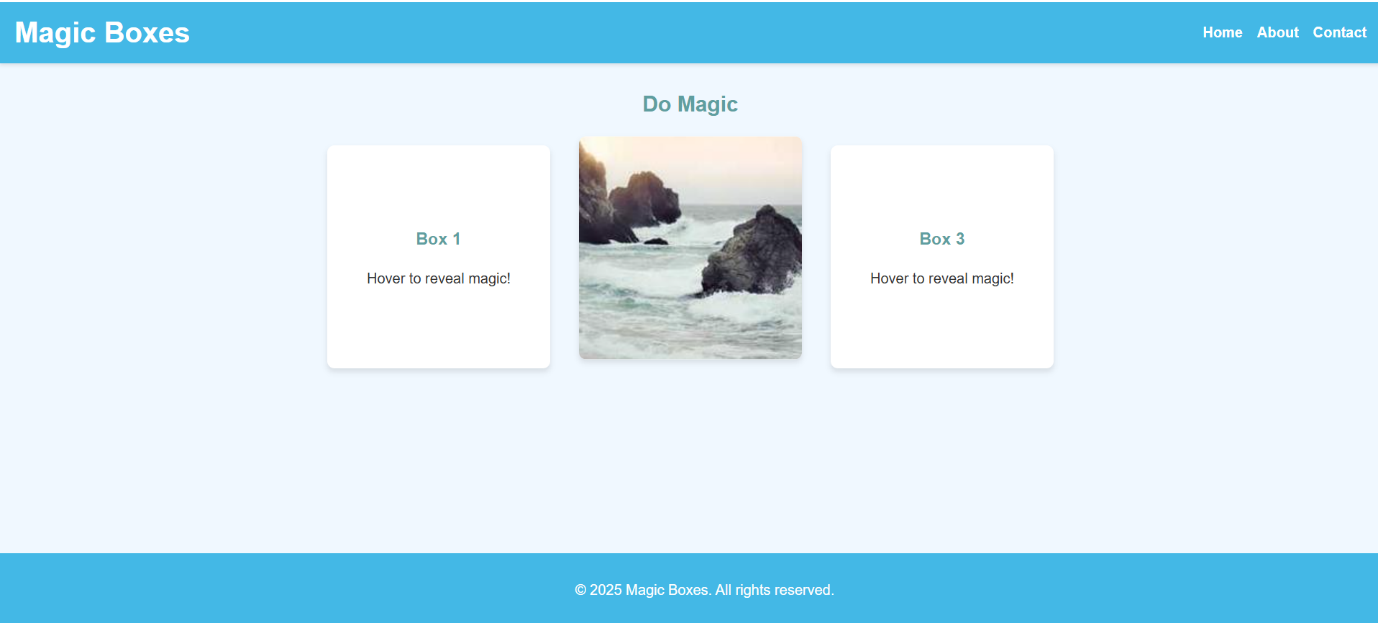 Magic Boxes
Home About Contact
Do Magic
Box 1
Hover to reveal magic!
Box 3
Hover to reveal magic!
© 2025 Magic Boxes. All rights reserved.